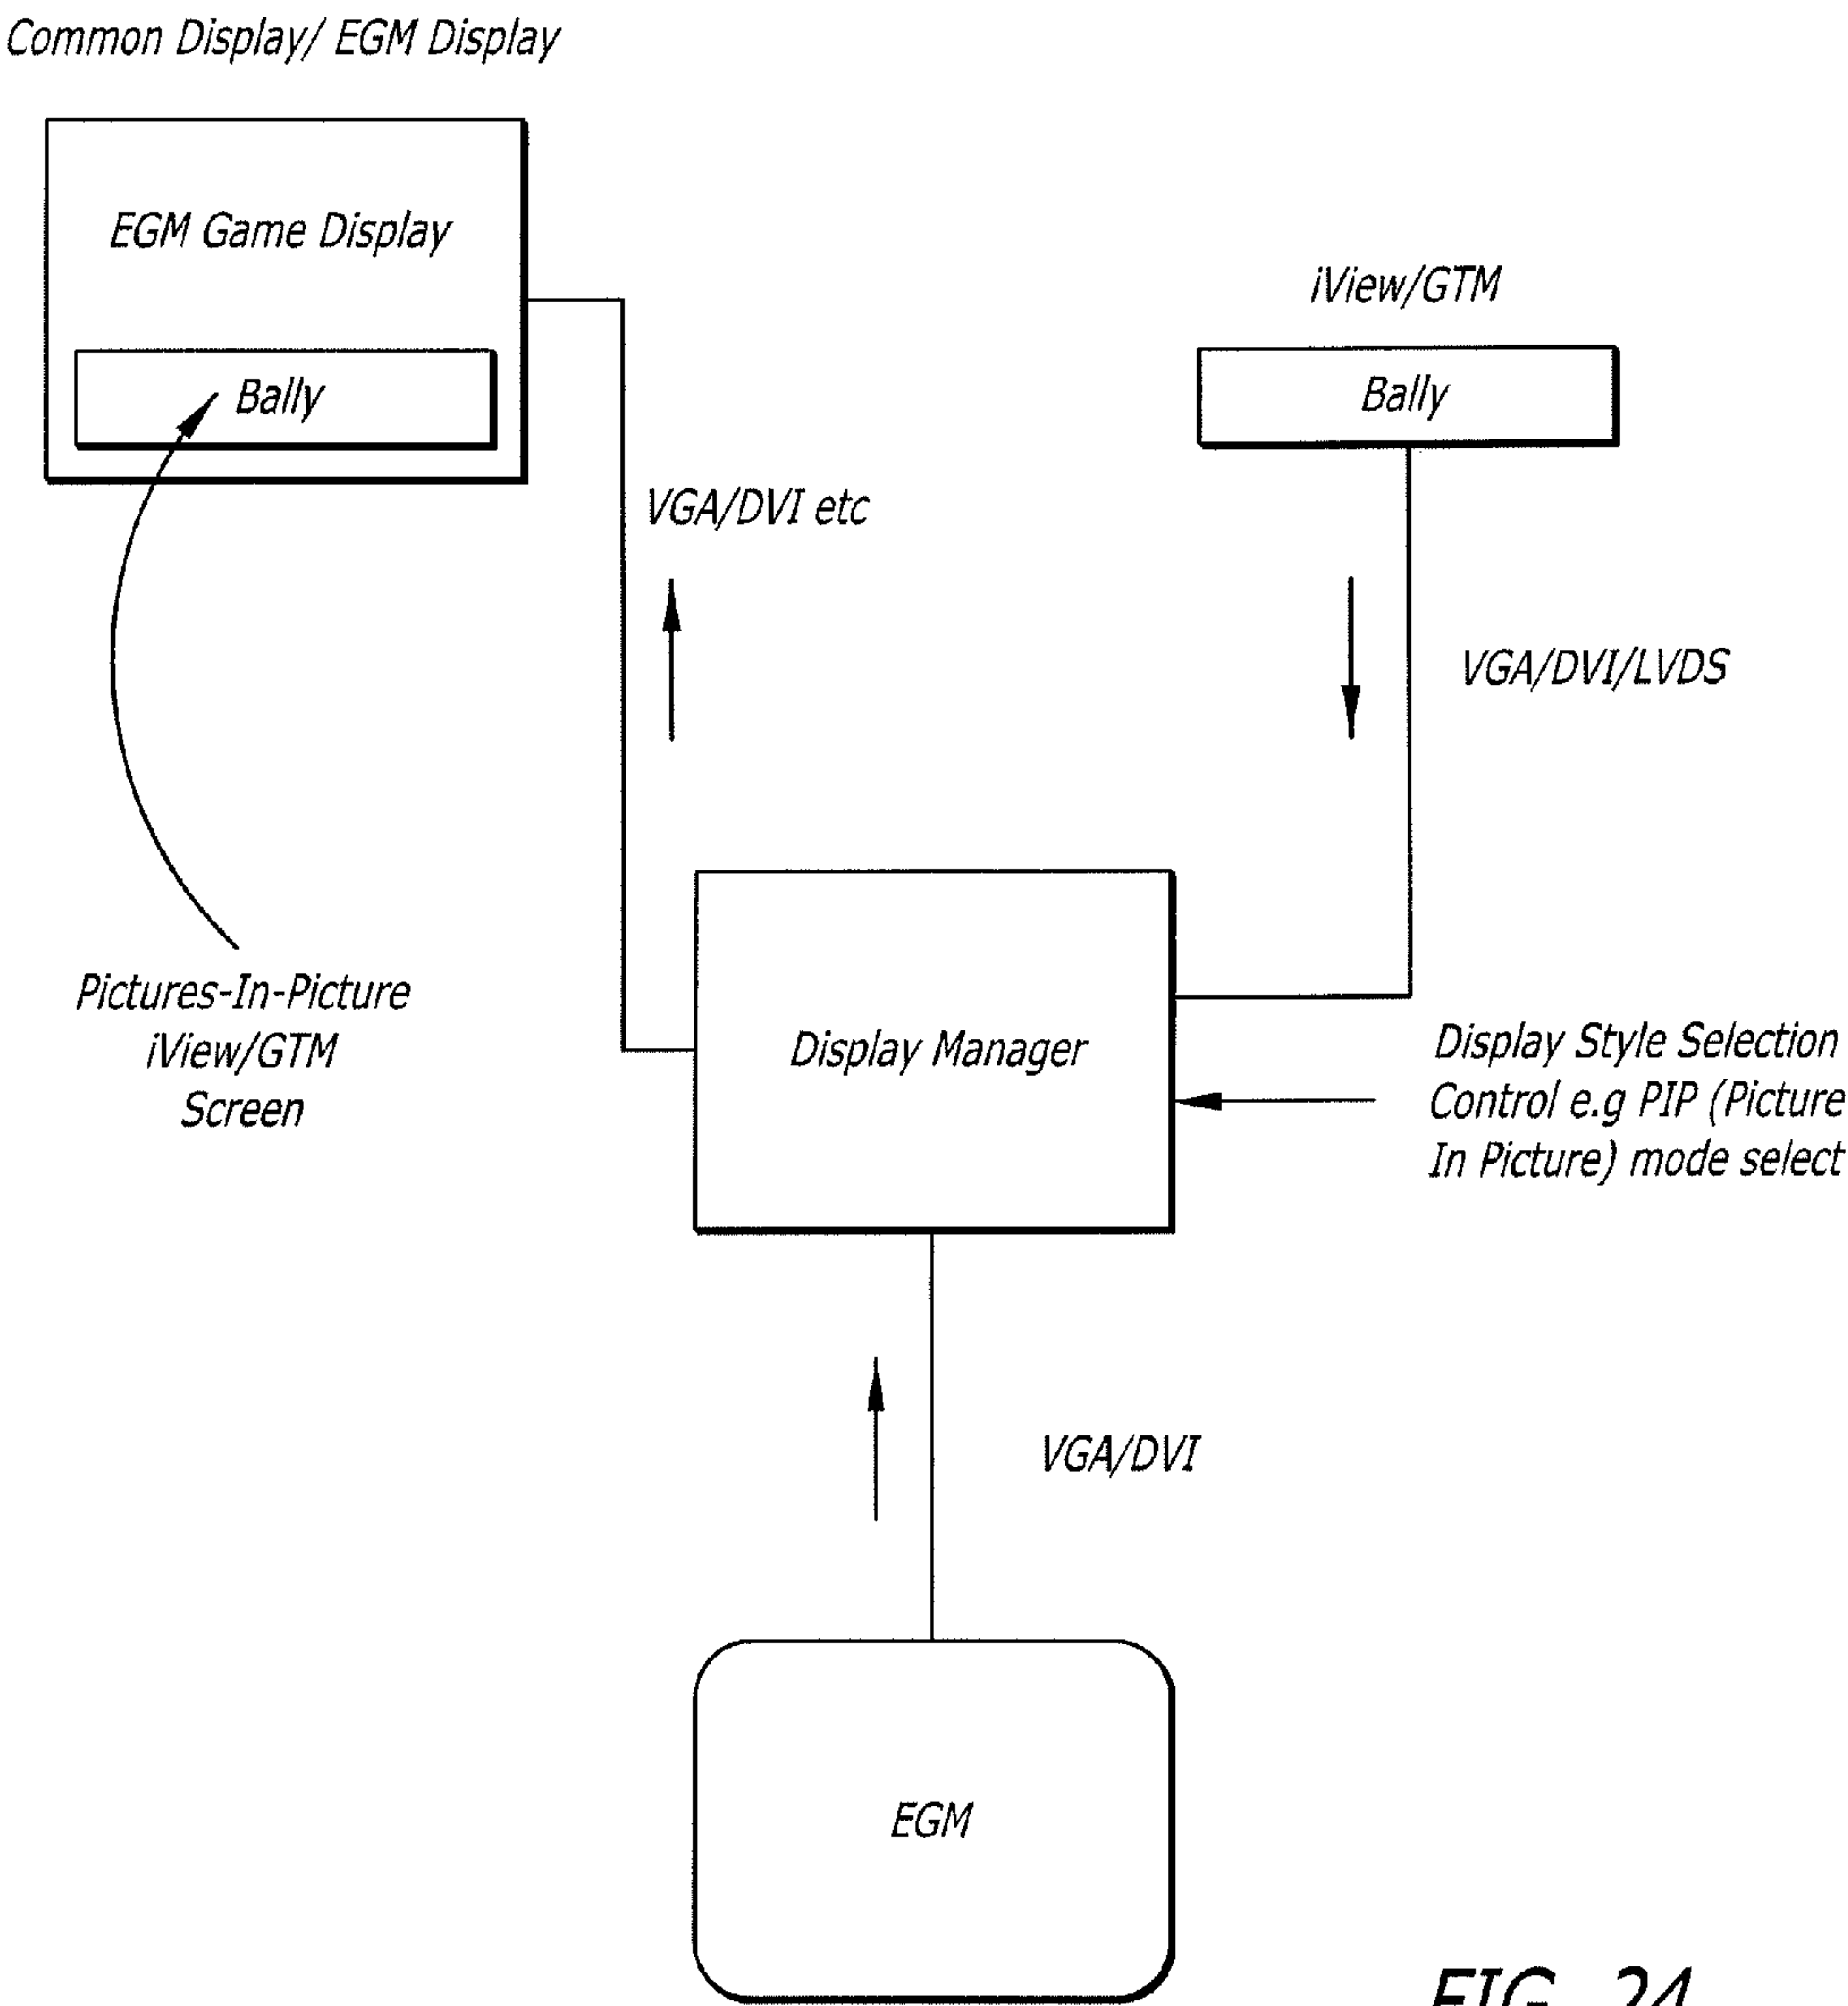 Common Display/ EGM Display
EGM Game Display
Bally
iView/GTM
Bally
VGA/DVI etc
VGA/DVI/LVDS
Pictures-In-Picture
iView/GTM
Screen
Display Manager
Display Style Selection
Control e.g PIP (Picture
In Picture) mode select
VGA/DVI
EGM
FIG. 24